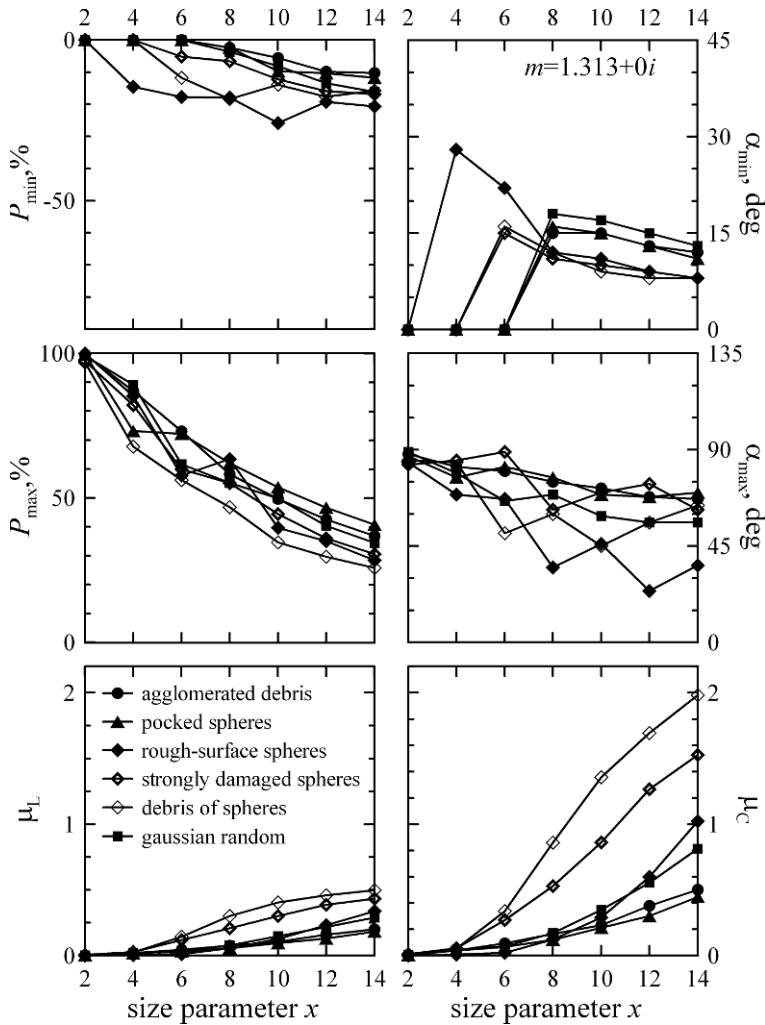 2 4 6 8 10 12 14 2 4 6 8 10 12 14
0
-50
P_min, %
m=1.313+0i
45
30
15
0
α_min, deg
100
50
0
P_max, %
135
90
45
0
α_max, deg
2
1
0
μ_L
agglomerated debris
pocked spheres
rough-surface spheres
strongly damaged spheres
debris of spheres
gaussian random
2
1
0
μ_C
2 4 6 8 10 12 14 2 4 6 8 10 12 14
size parameter x size parameter x